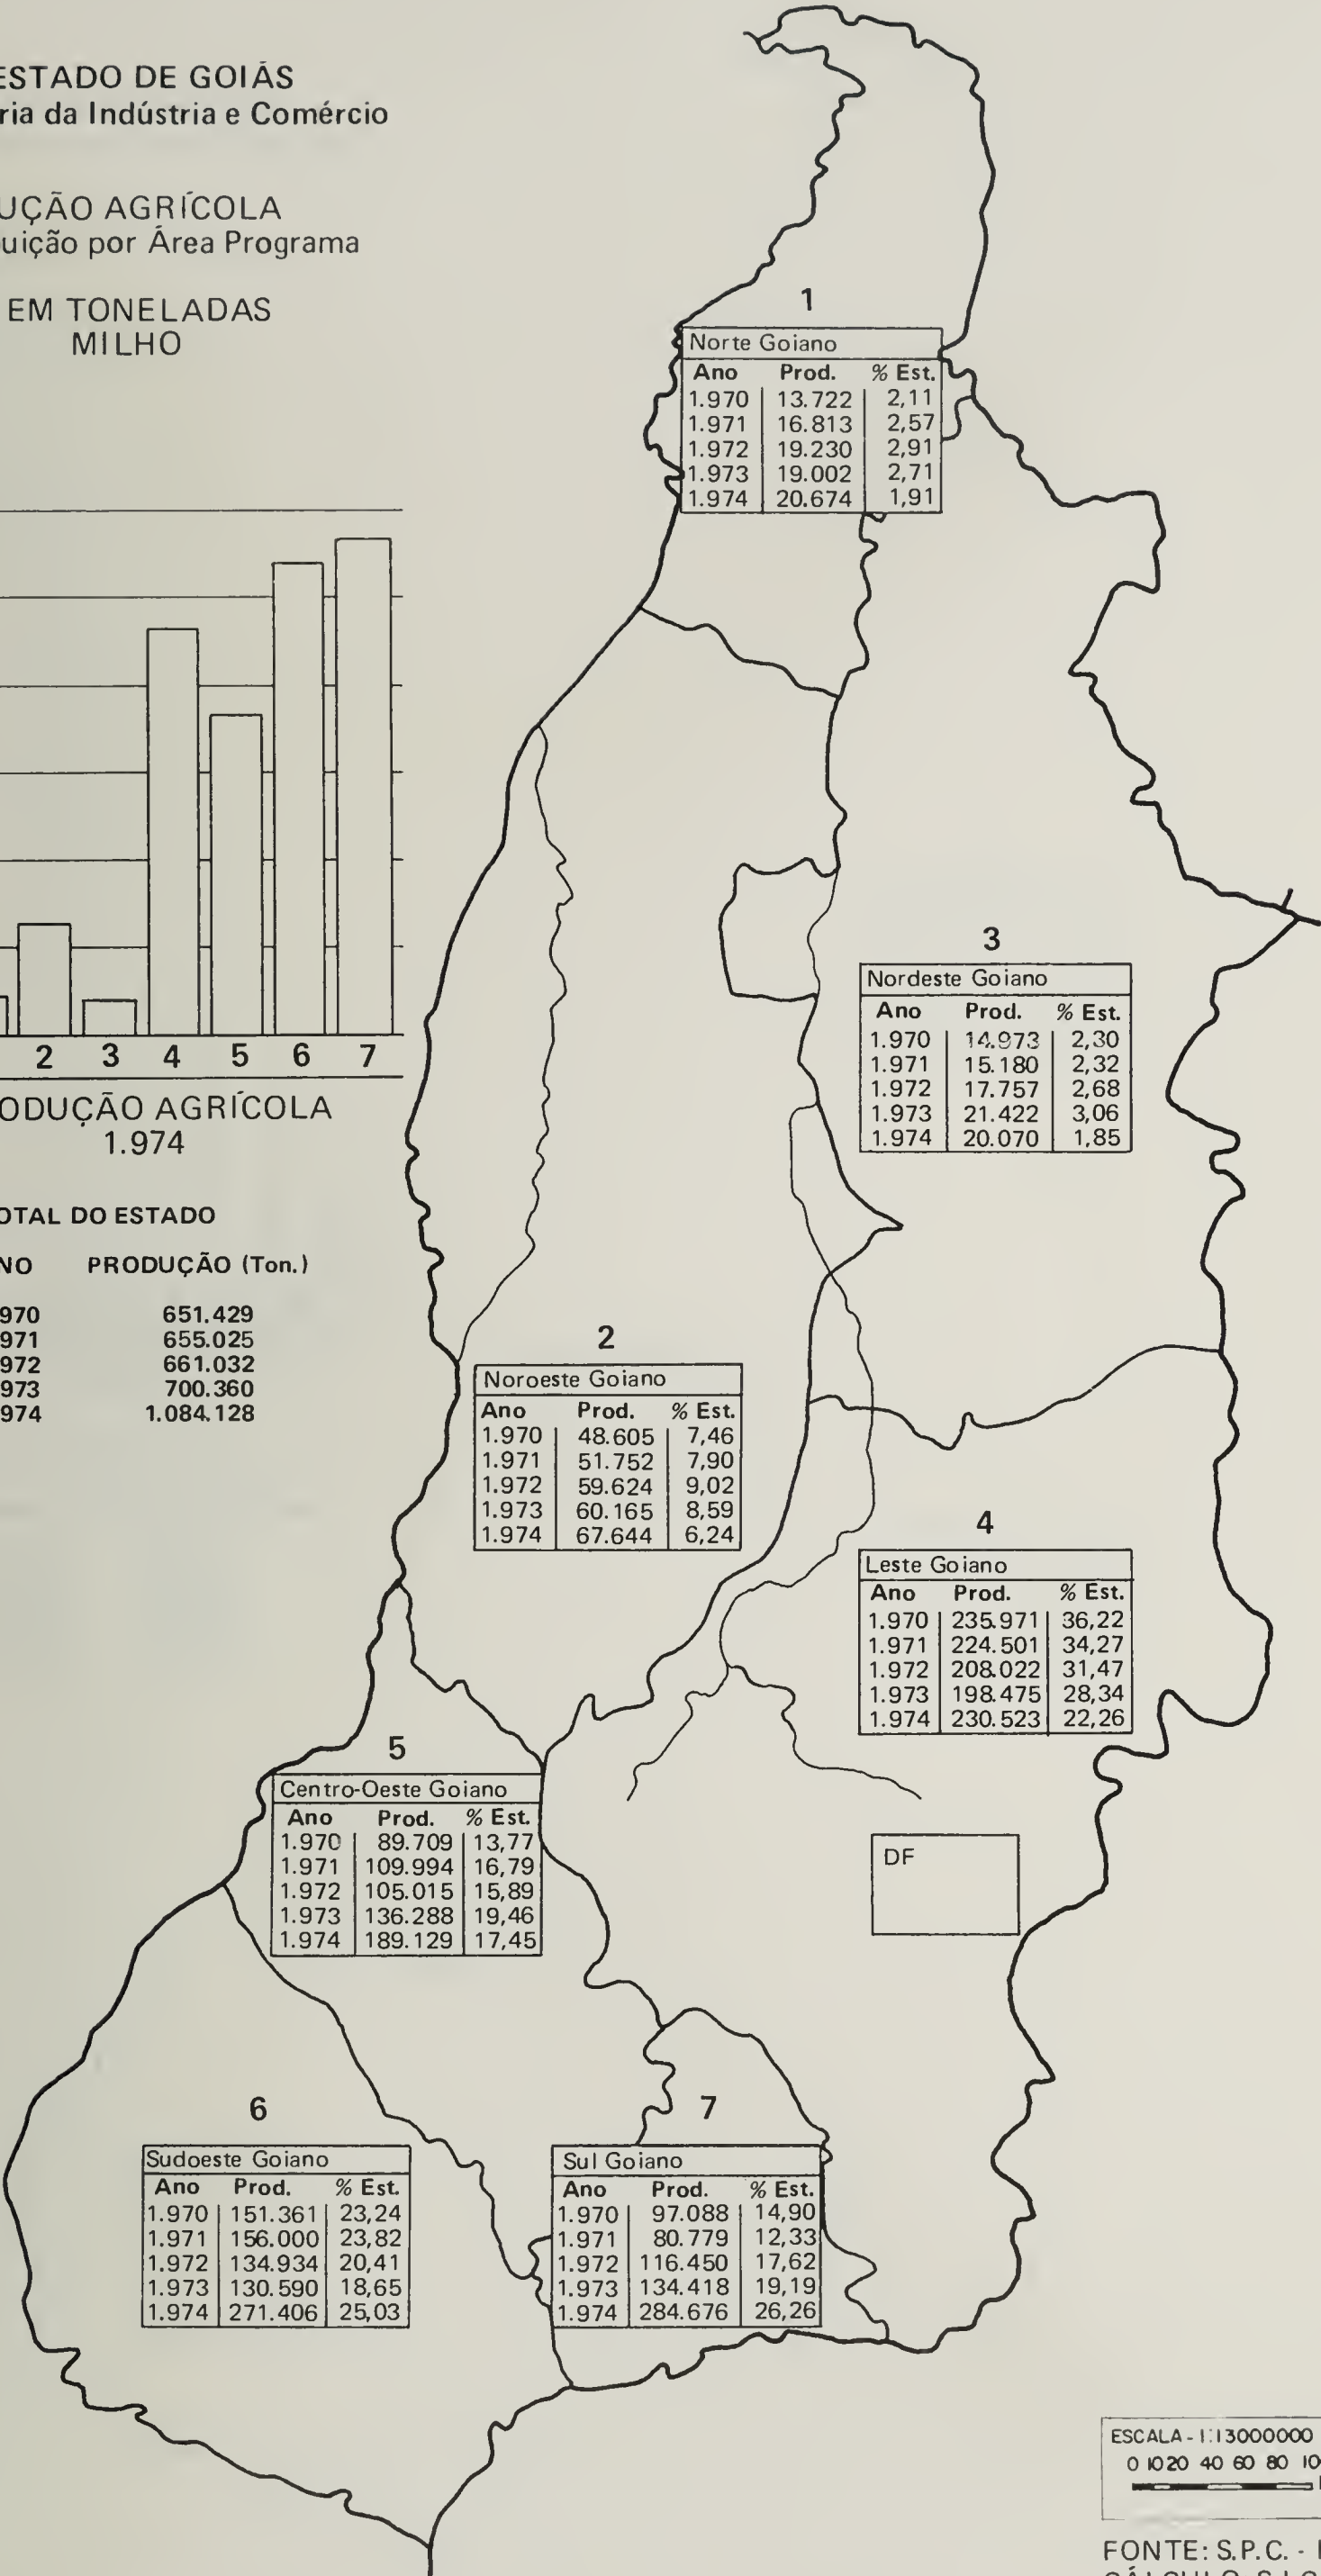 ESTADO DE GOIÁS
ria da Indústria e Comércio
UÇÃO AGRÍCOLA
uição por Área Programa
EM TONELADAS
MILHO
1
Norte Goiano
Ano Prod. % Est.
1.970 13.722 2,11
1.971 16.813 2,57
1.972 19.230 2,91
1.973 19.002 2,71
1.974 20.674 1,91
2 3 4 5 6 7
ODUÇÃO AGRÍCOLA
1.974
OTAL DO ESTADO
NO PRODUÇÃO (Ton.)
970 651.429
971 655.025
972 661.032
973 700.360
974 1.084.128
3
Nordeste Goiano
Ano Prod. % Est.
1.970 14.973 2,30
1.971 15.180 2,32
1.972 17.757 2,68
1.973 21.422 3,06
1.974 20.070 1,85
2
Noroeste Goiano
Ano Prod. % Est.
1.970 48.605 7,46
1.971 51.752 7,90
1.972 59.624 9,02
1.973 60.165 8,59
1.974 67.644 6,24
4
Leste Goiano
Ano Prod. % Est.
1.970 235.971 36,22
1.971 224.501 34,27
1.972 208.022 31,47
1.973 198.475 28,34
1.974 230.523 22,26
5
Centro-Oeste Goiano
Ano Prod. % Est.
1.970 89.709 13,77
1.971 109.994 16,79
1.972 105.015 15,89
1.973 136.288 19,46
1.974 189.129 17,45
DF
6
Sudoeste Goiano
Ano Prod. % Est.
1.970 151.361 23,24
1.971 156.000 23,82
1.972 134.934 20,41
1.973 130.590 18,65
1.974 271.406 25,03
7
Sul Goiano
Ano Prod. % Est.
1.970 97.088 14,90
1.971 80.779 12,33
1.972 116.450 17,62
1.973 134.418 19,19
1.974 284.676 26,26
ESCALA - 1:13000000
0 10 20 40 60 80 10
FONTE: S.P.C. -